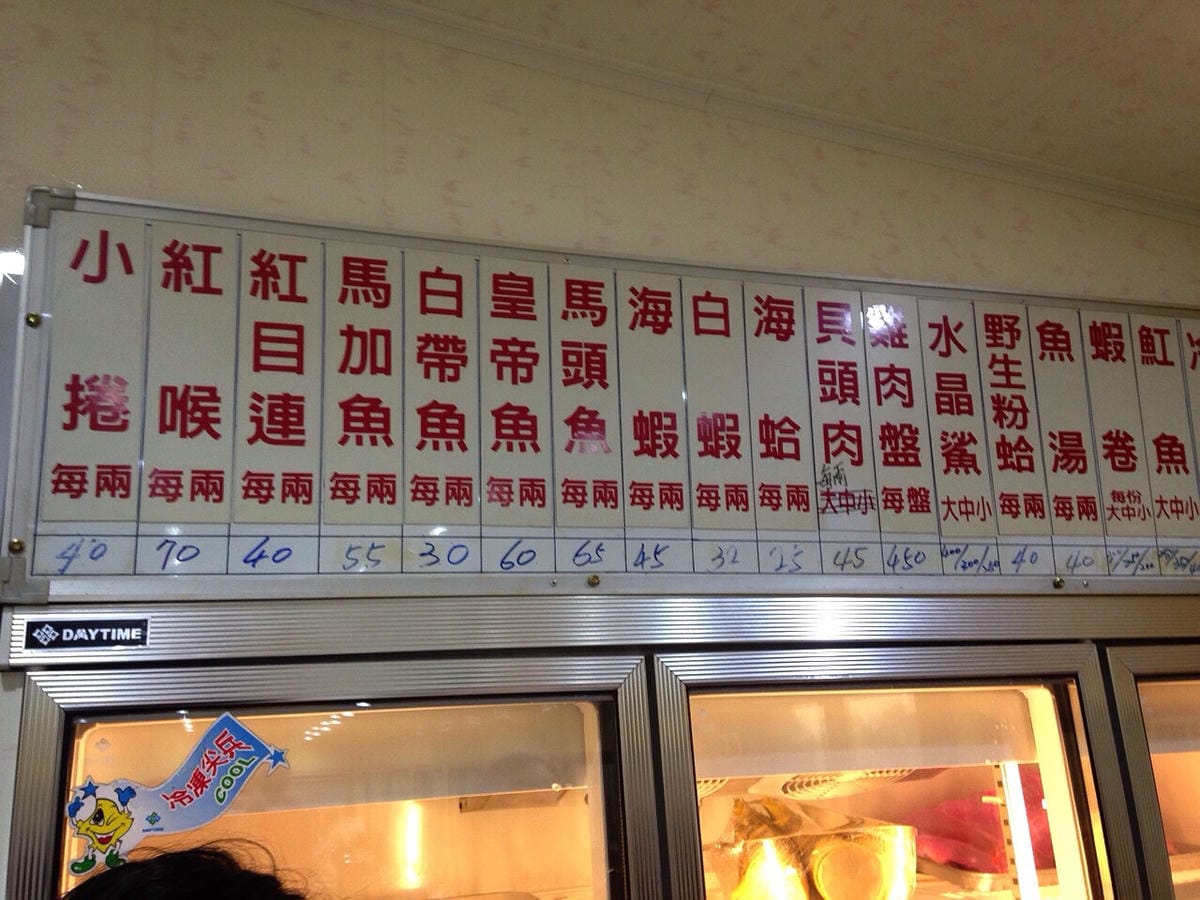 小捲 每兩 40
紅喉 每兩 70
紅目連 每兩 40
馬加魚 每兩 55
白帶魚 每兩 30
皇帝魚 每兩 60
馬頭魚 每兩 65
海蝦 每兩 45
白蝦 每兩 32
海蛤 每兩 25
貝頭肉 每兩 大中小 45
雞肉盤 每盤 450
水晶鯊 大中小
野生粉蛤 每兩 40
魚湯 每兩 40
蝦卷 每份 大中小
魟魚 大中小
DAYTIME
冷凍尖兵
COOL
DAYTIME